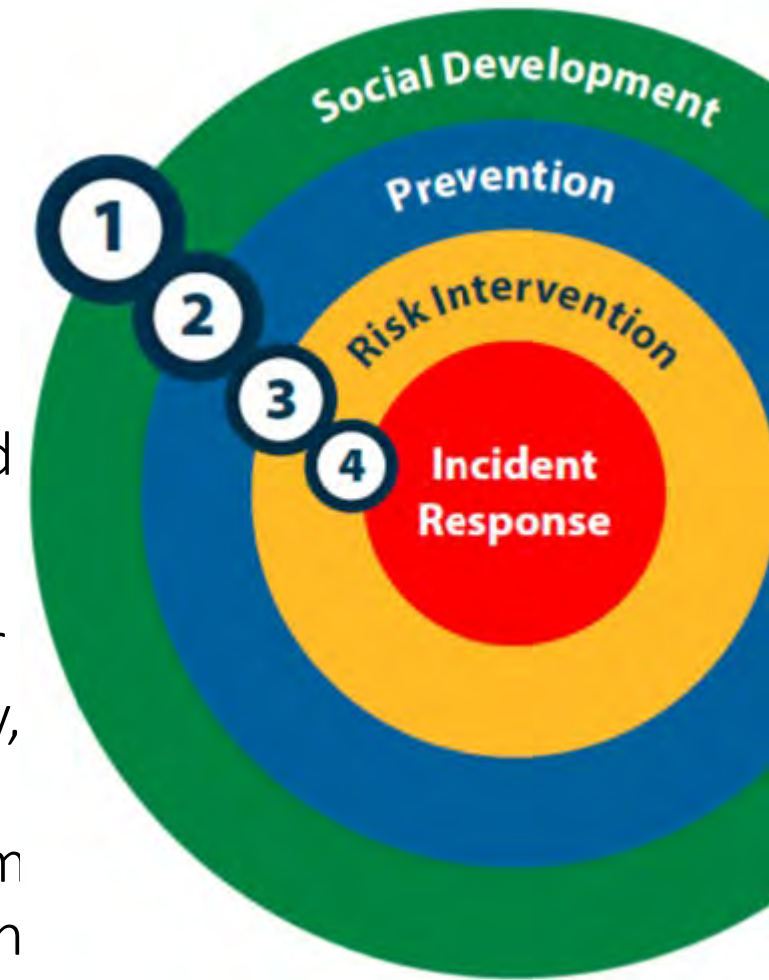 Social Development
1
Prevention
2
Risk Intervention
3
4
Incident
Response
d
y,
m
n